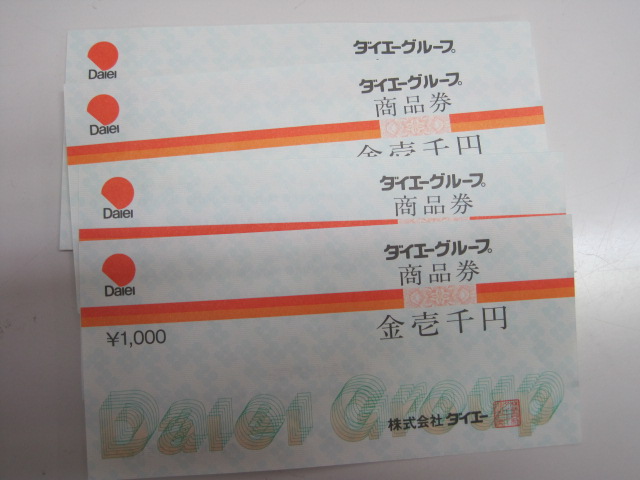 Daiei
ダイエーグループ
Daiei
ダイエーグループ
商品券
金壱千円
Daiei
ダイエーグループ
商品券
Daiei
ダイエーグループ
商品券
¥1,000
金壱千円
Daiei Group
株式会社 ダイエー